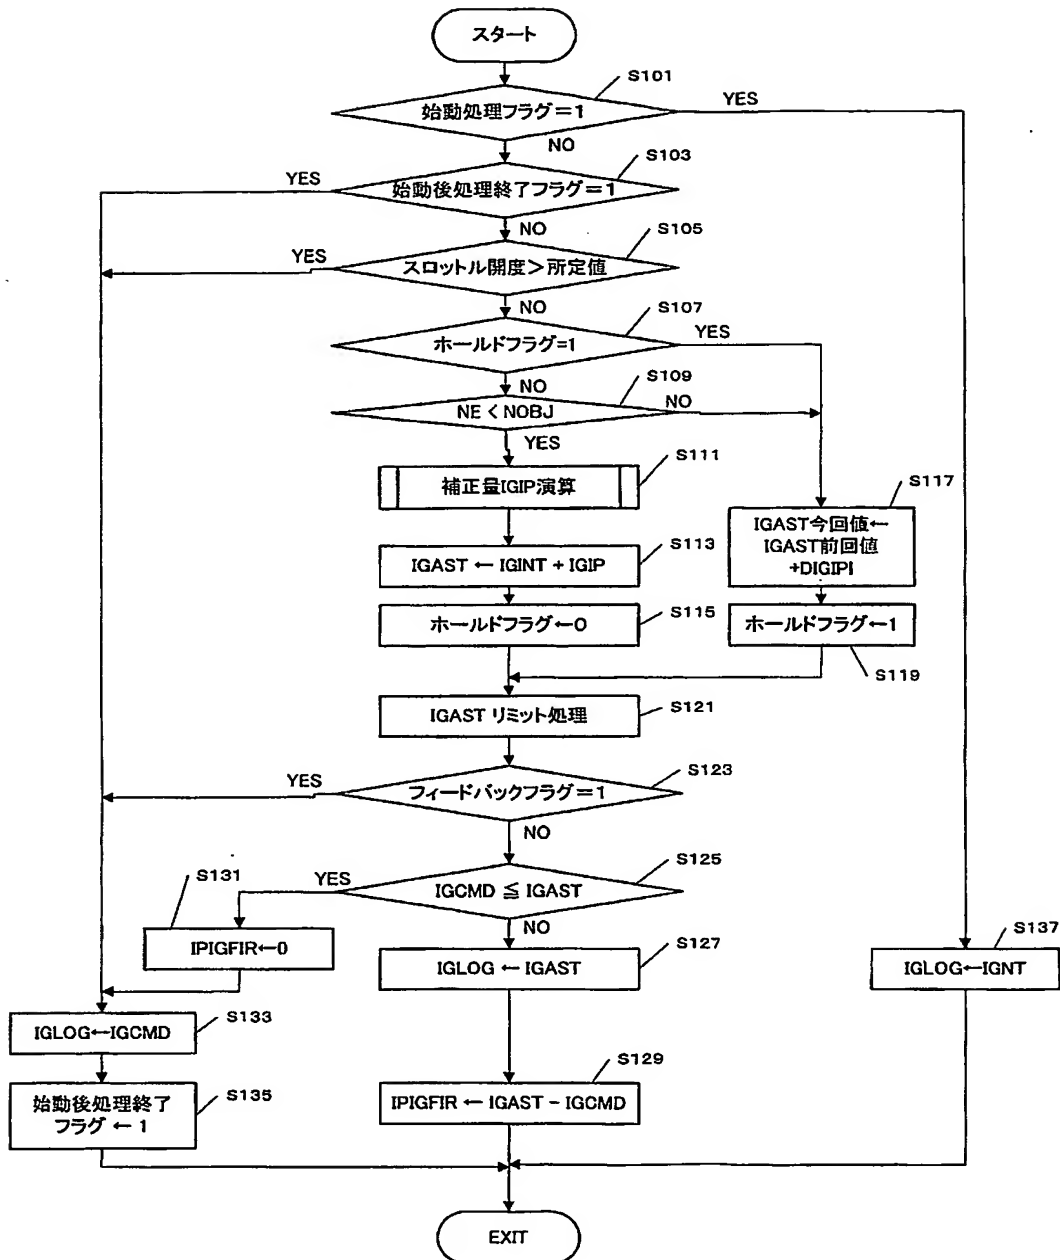 スタート
S101
始動処理フラグ=1
YES
NO
S103
YES
始動後処理終了フラグ=1
NO
S105
YES
スロットル開度>所定値
NO
S107
ホールドフラグ=1
YES
NO
S109
NE < NOBJ
NO
YES
S111
補正量IGIP演算
S117
IGAST今回値←
IGAST前回値
+DIGIPI
S113
IGAST ← IGINT + IGIP
S115
ホールドフラグ←0
ホールドフラグ←1
S119
IGAST リミット処理
S121
S123
YES
フィードバックフラグ=1
NO
S125
S131
YES
IGCMD ≦ IGAST
NO
IPIGFIR←0
S127
IGLOG ← IGAST
S137
IGLOG←IGNT
S133
IGLOG←IGCMD
S129
IPIGFIR ← IGAST − IGCMD
S135
始動後処理終了
フラグ ← 1
EXIT